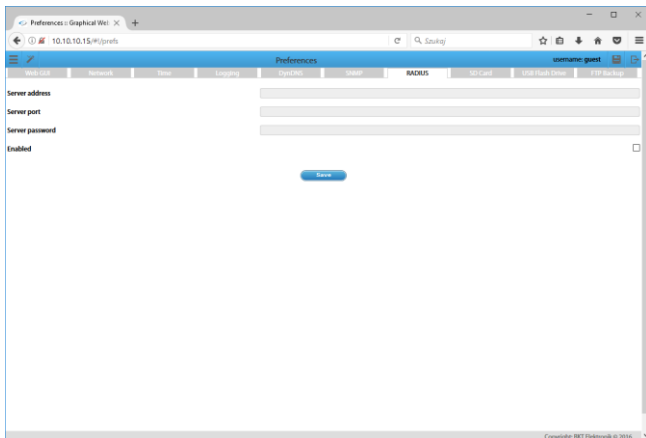 Preferences :: Graphical Web
10.10.10.15/#!/prefs
Szukaj
Preferences
username: guest
Web GUI Network Time Logging DynDNS SNMP RADIUS SD Card USB Flash Drive FTP Backup
Server address
Server port
Server password
Enabled
Save
Copyright: BKT Elektronik © 2016